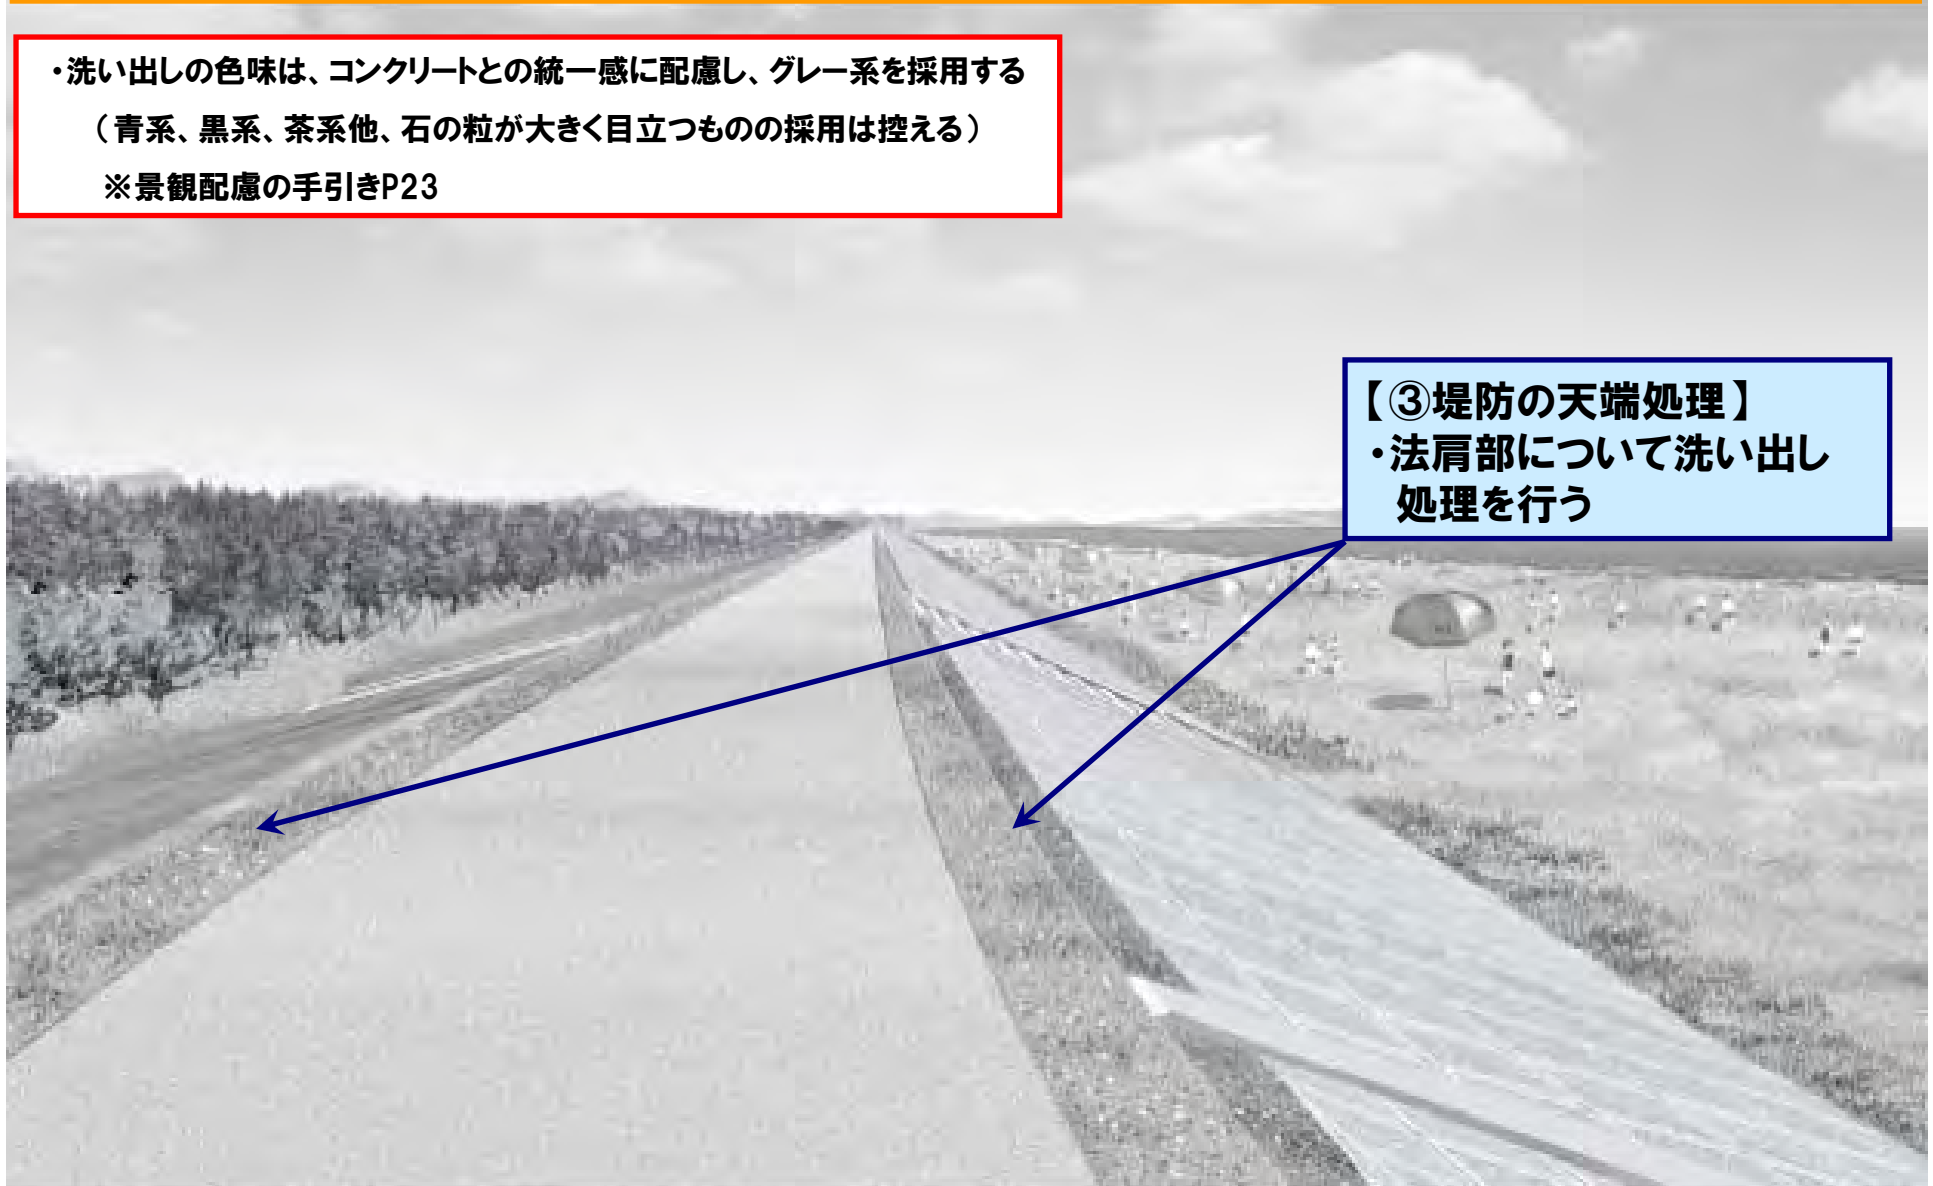 ・洗い出しの色味は、コンクリートとの統一感に配慮し、グレー系を採用する
（青系、黒系、茶系他、石の粒が大きく目立つものの採用は控える）
※景観配慮の手引きP23
【③堤防の天端処理】
・法肩部について洗い出し
処理を行う